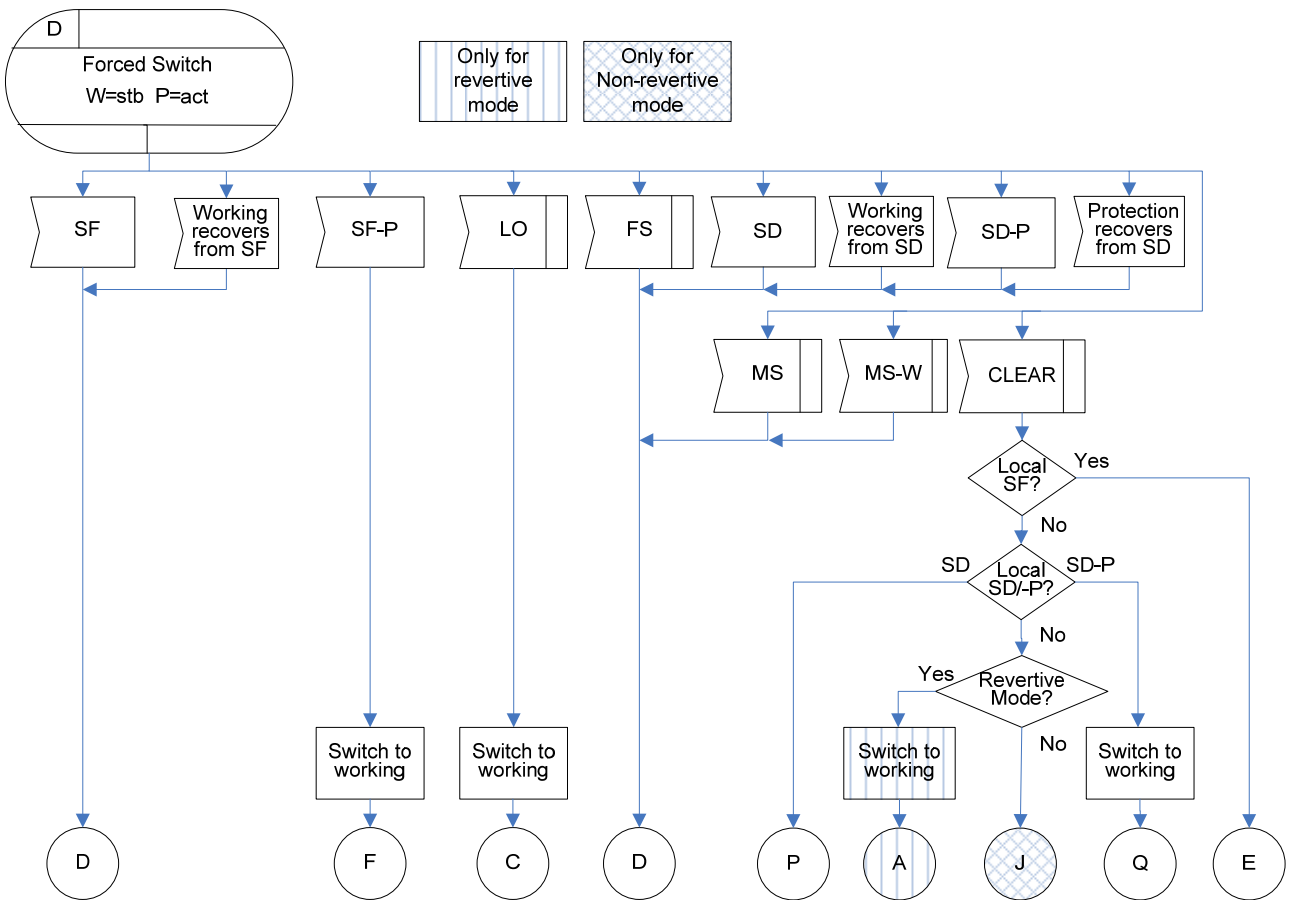 D
Forced Switch
W=stb P=act
Only for
revertive
mode
Only for
Non-revertive
mode
SF
Working
recovers
from SF
SF-P
LO
FS
SD
Working
recovers
from SD
SD-P
Protection
recovers
from SD
MS
MS-W
CLEAR
Local
SF?
Yes
No
SD
Local
SD/-P?
SD-P
No
Yes
Revertive
Mode?
No
Switch to
working
Switch to
working
Switch to
working
Switch to
working
D
F
C
D
P
A
J
Q
E